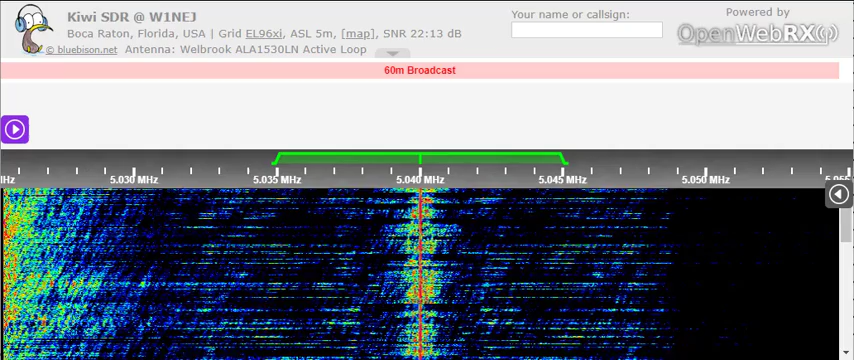 Kiwi SDR @ W1NEJ
Boca Raton, Florida, USA | Grid EL96xi, ASL 5m, [map], SNR 22:13 dB
© bluebison.net Antenna: Welbrook ALA1530LN Active Loop
Your name or callsign:
Powered by
OpenWebRX
60m Broadcast
5.030 MHz 5.035 MHz 5.040 MHz 5.045 MHz 5.050 MHz